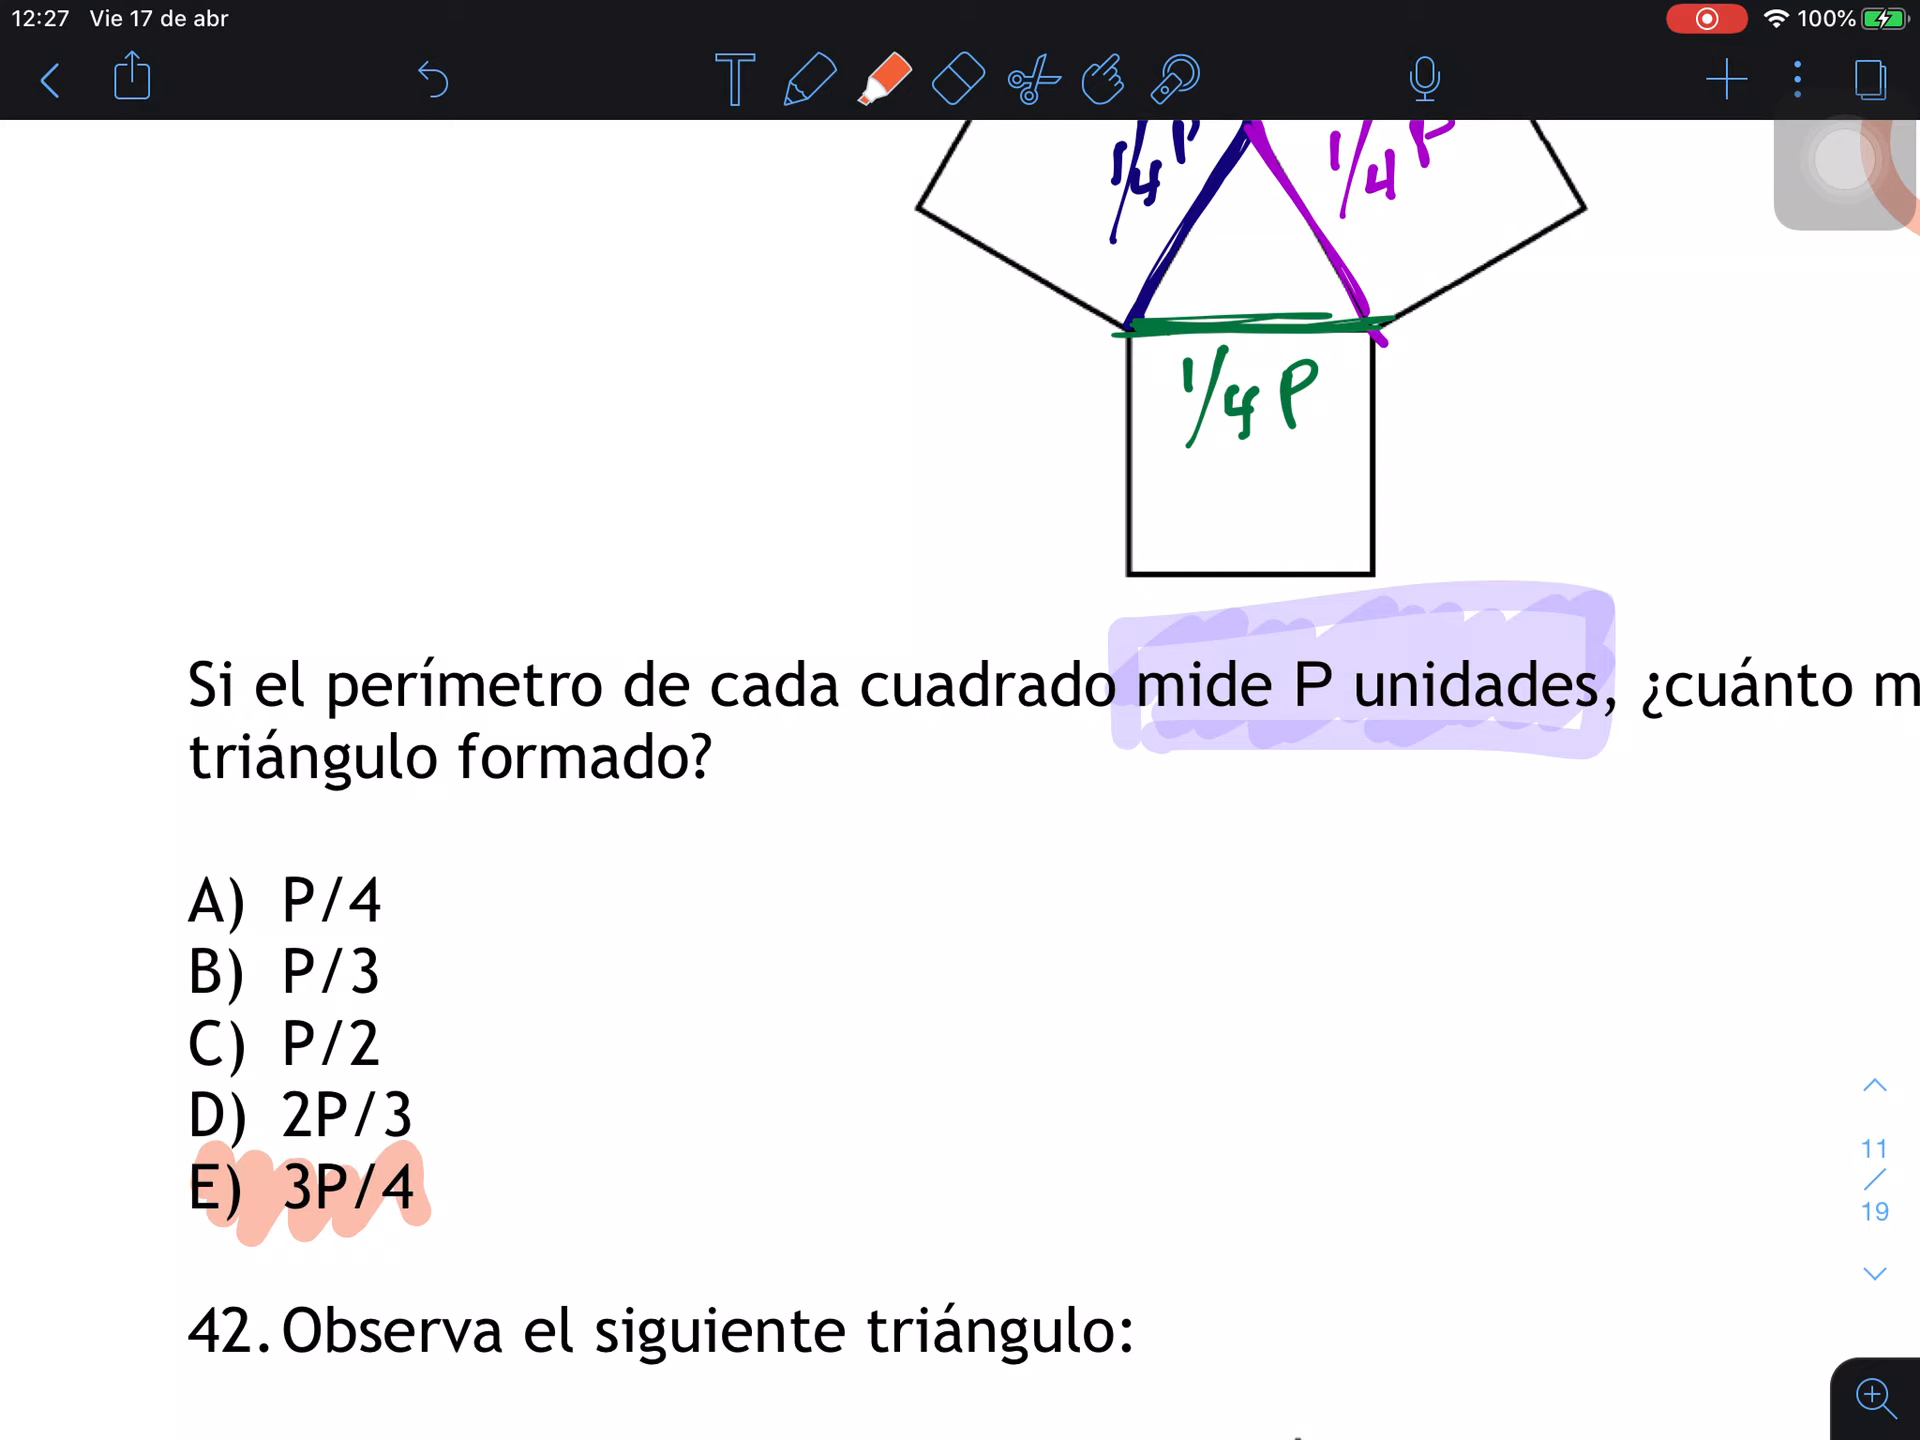 12:27 Vie 17 de abr
100%
1/4 P
1/4 P
1/4 P
Si el perímetro de cada cuadrado mide P unidades, ¿cuánto m
triángulo formado?
A) P/4
B) P/3
C) P/2
D) 2P/3
E) 3P/4
11
/
19
42. Observa el siguiente triángulo: